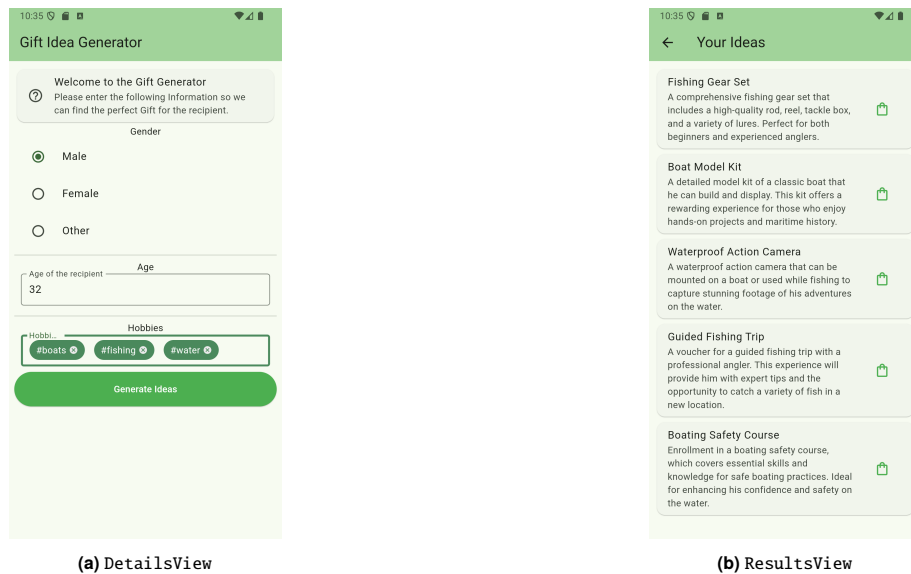 10:35
Gift Idea Generator
Welcome to the Gift Generator
Please enter the following Information so we
can find the perfect Gift for the recipient.
Gender
Male
Female
Other
Age
Age of the recipient
32
Hobbies
Hobbi...
#boats #fishing #water
Generate Ideas
(a) DetailsView
10:35
Your Ideas
Fishing Gear Set
A comprehensive fishing gear set that
includes a high-quality rod, reel, tackle box,
and a variety of lures. Perfect for both
beginners and experienced anglers.
Boat Model Kit
A detailed model kit of a classic boat that
he can build and display. This kit offers a
rewarding experience for those who enjoy
hands-on projects and maritime history.
Waterproof Action Camera
A waterproof action camera that can be
mounted on a boat or used while fishing to
capture stunning footage of his adventures
on the water.
Guided Fishing Trip
A voucher for a guided fishing trip with a
professional angler. This experience will
provide him with expert tips and the
opportunity to catch a variety of fish in a
new location.
Boating Safety Course
Enrollment in a boating safety course,
which covers essential skills and
knowledge for safe boating practices. Ideal
for enhancing his confidence and safety on
the water.
(b) ResultsView